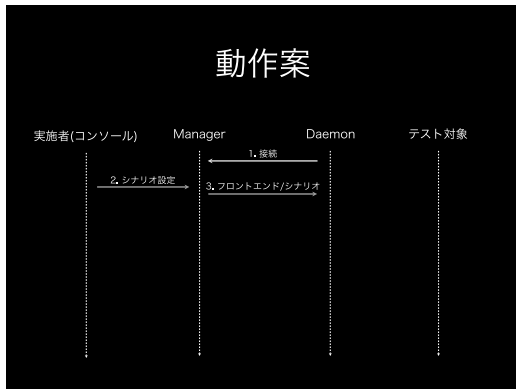 動作案
実施者(コンソール) Manager Daemon テスト対象
1. 接続
2. シナリオ設定
3. フロントエンド/シナリオ